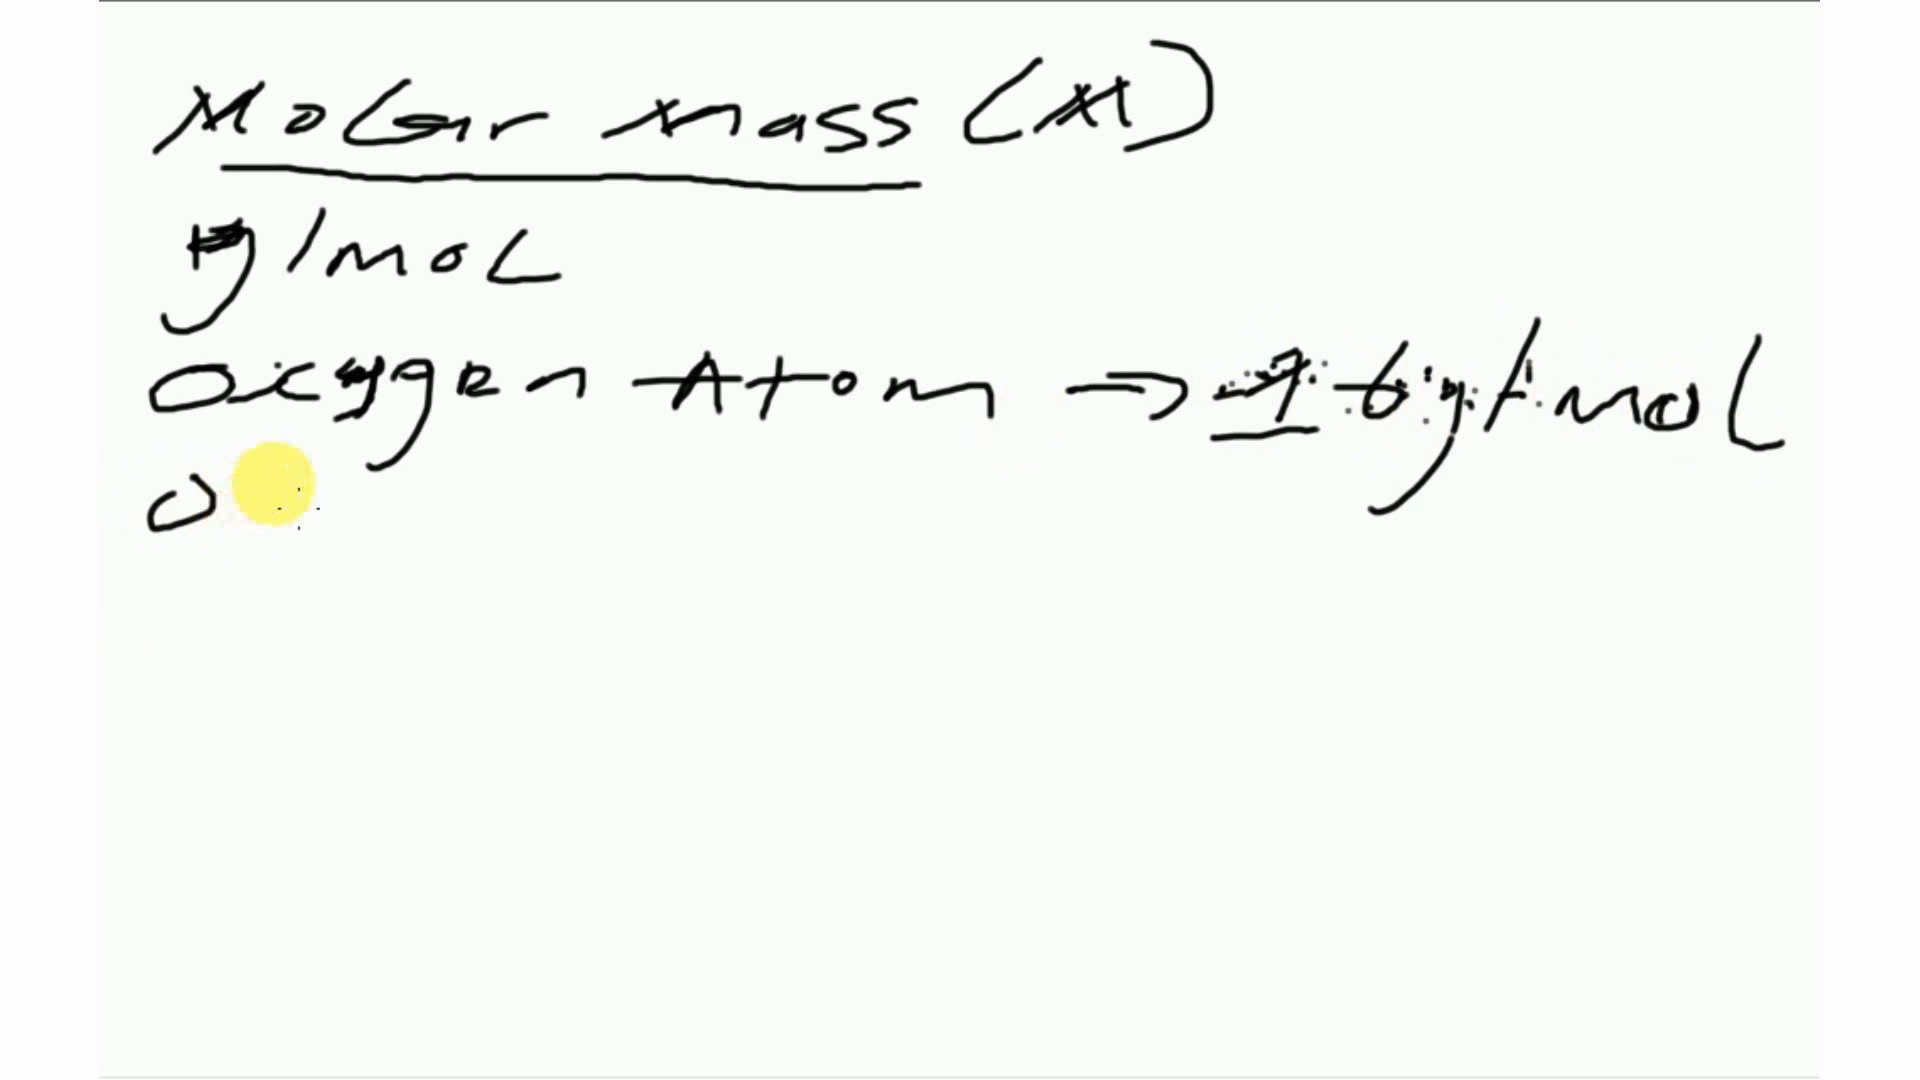 Molar mass (M)
g/mol
Oxygen Atom → 16g/mol
O